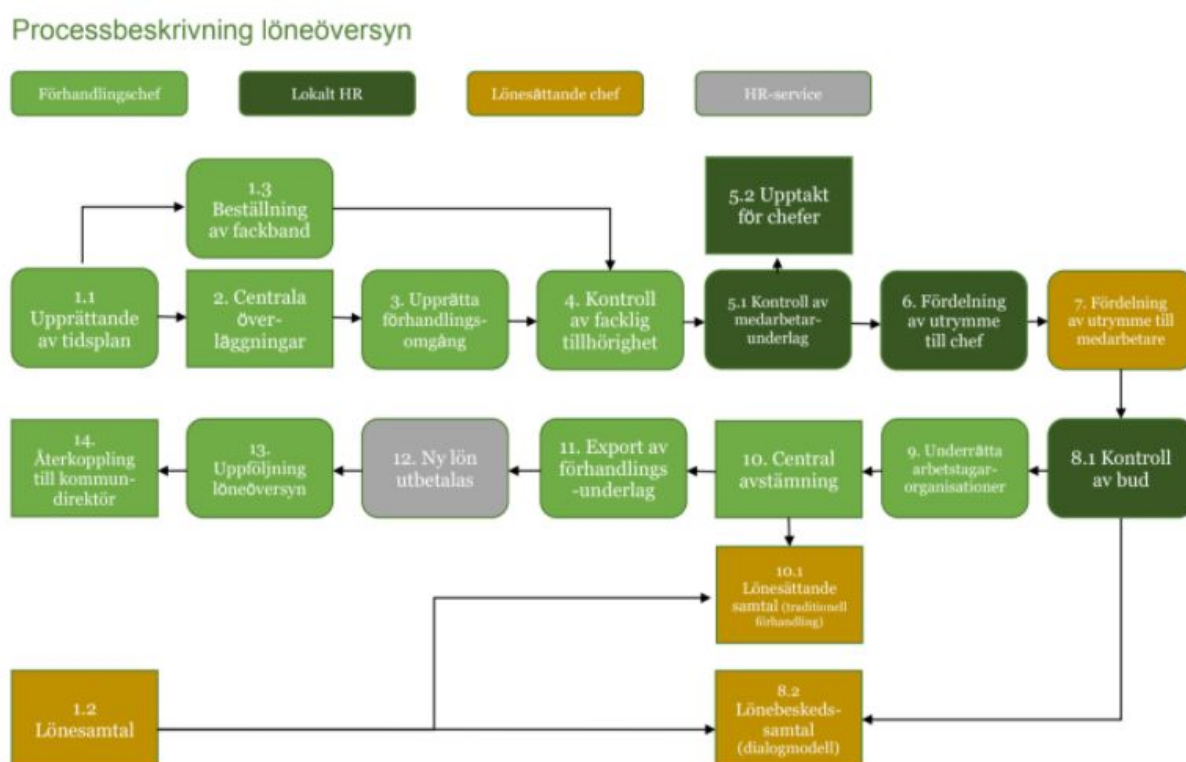 Processbeskrivning löneöversyn
Förhandlingschef
Lokalt HR
Lönesättande chef
HR-service
1.3
Beställning
av fackband
5.2 Upptakt
för chefer
1.1
Upprättande
av tidsplan
2. Centrala
över-
läggningar
3. Upprätta
förhandlings-
omgång
4. Kontroll
av facklig
tillhörighet
5.1 Kontroll av
medarbetar-
underlag
6. Fördelning
av utrymme
till chef
7. Fördelning
av utrymme till
medarbetare
14.
Återkoppling
till kommun-
direktör
13.
Uppföljning
löneöversyn
12. Ny lön
utbetalas
11. Export av
förhandlings
-underlag
10. Central
avstämning
9. Underrätta
arbetstagar-
organisationer
8.1 Kontroll
av bud
10.1
Lönesättande
samtal (traditionell
förhandling)
1.2
Lönesamtal
8.2
Lönebeskeds-
samtal
(dialogmodell)